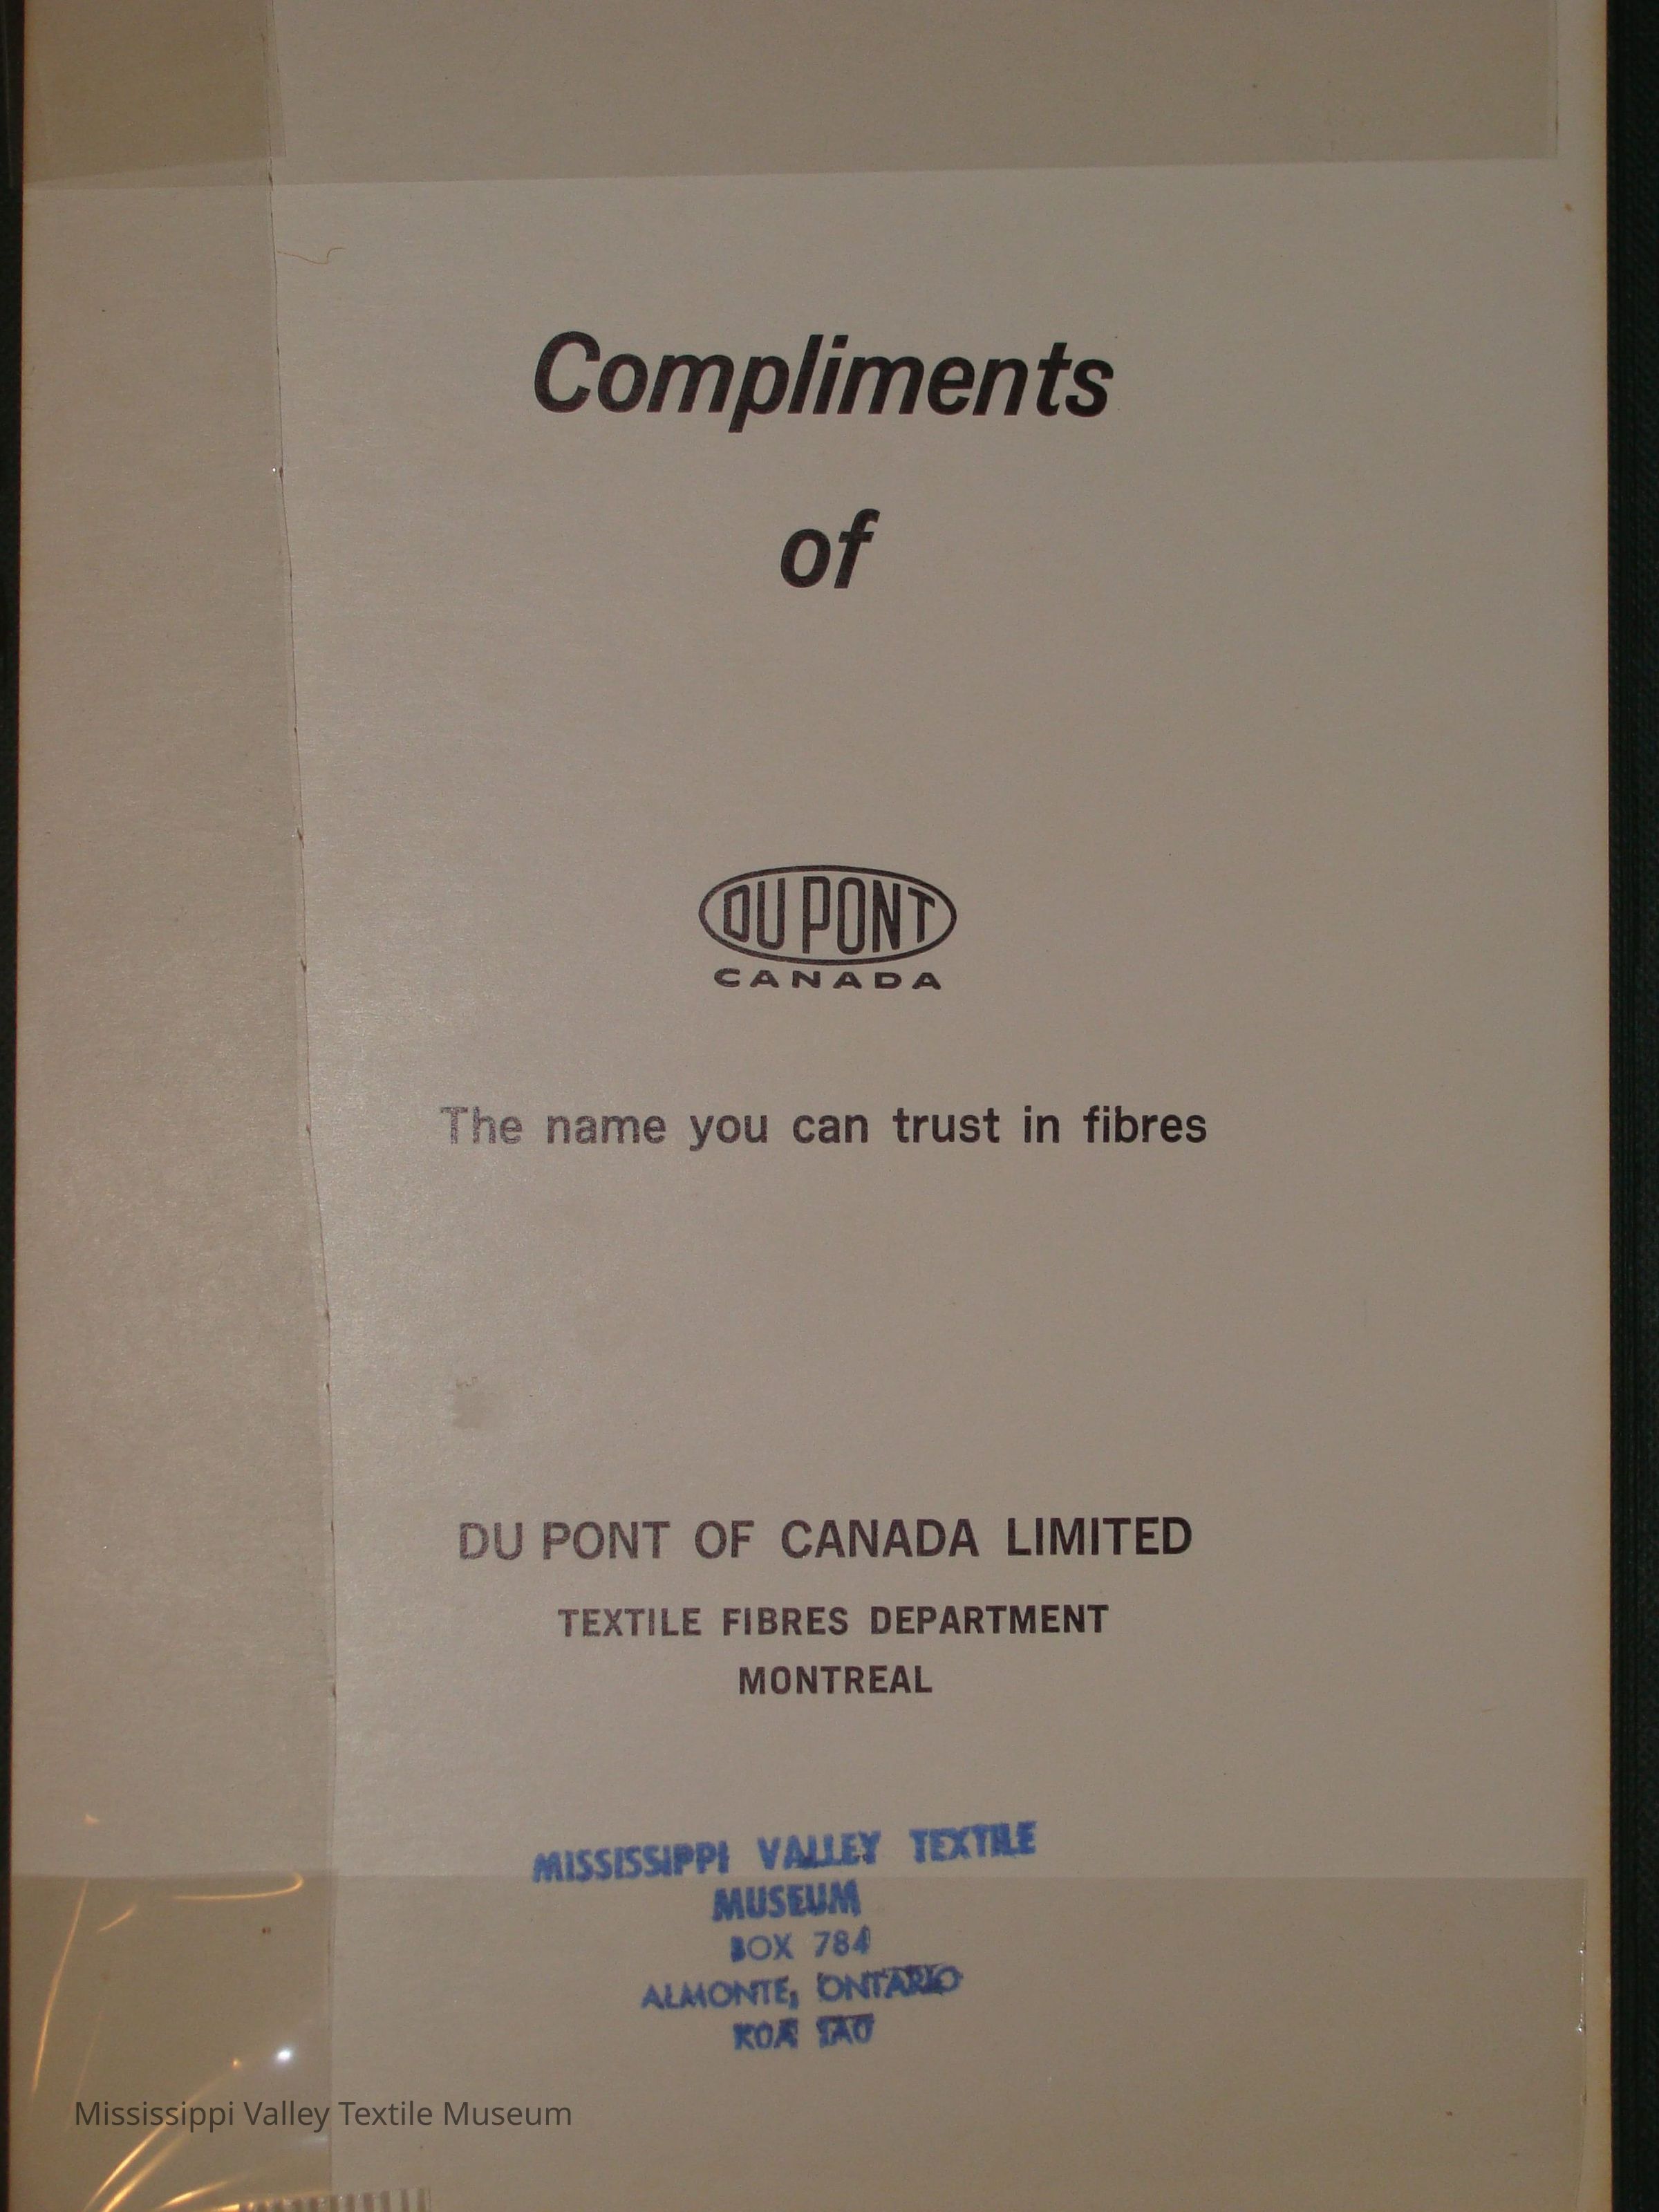 Compliments
of
DU PONT
CANADA
The name you can trust in fibres
DU PONT OF CANADA LIMITED
TEXTILE FIBRES DEPARTMENT
MONTREAL
MISSISSIPPI VALLEY TEXTILE
MUSEUM
BOX 784
ALMONTE, ONTARIO
K0A 1A0
Mississippi Valley Textile Museum